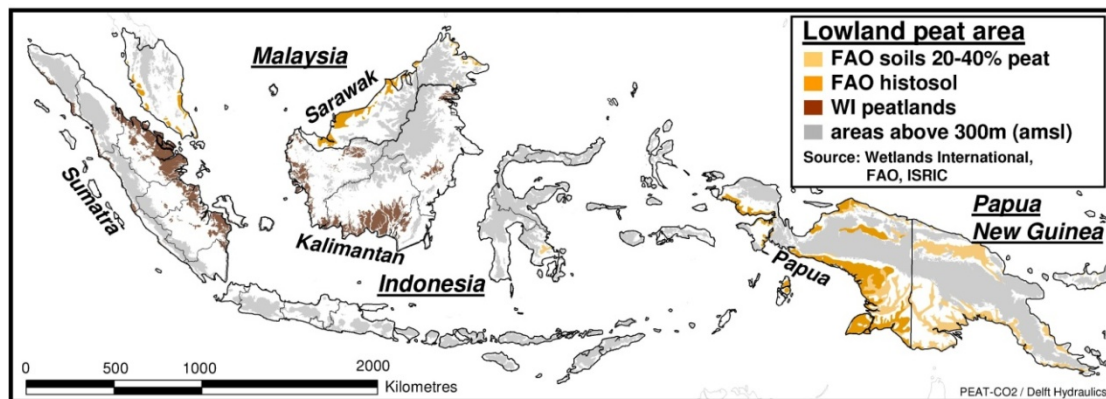 Lowland peat area
FAO soils 20-40% peat
FAO histosol
WI peatlands
areas above 300m (amsl)
Source: Wetlands International,
FAO, ISRIC
Malaysia
Sarawak
Sumatra
Kalimantan
Indonesia
Papua
Papua
New Guinea
0 500 1000 2000
Kilometres
PEAT-CO2 / Delft Hydraulics